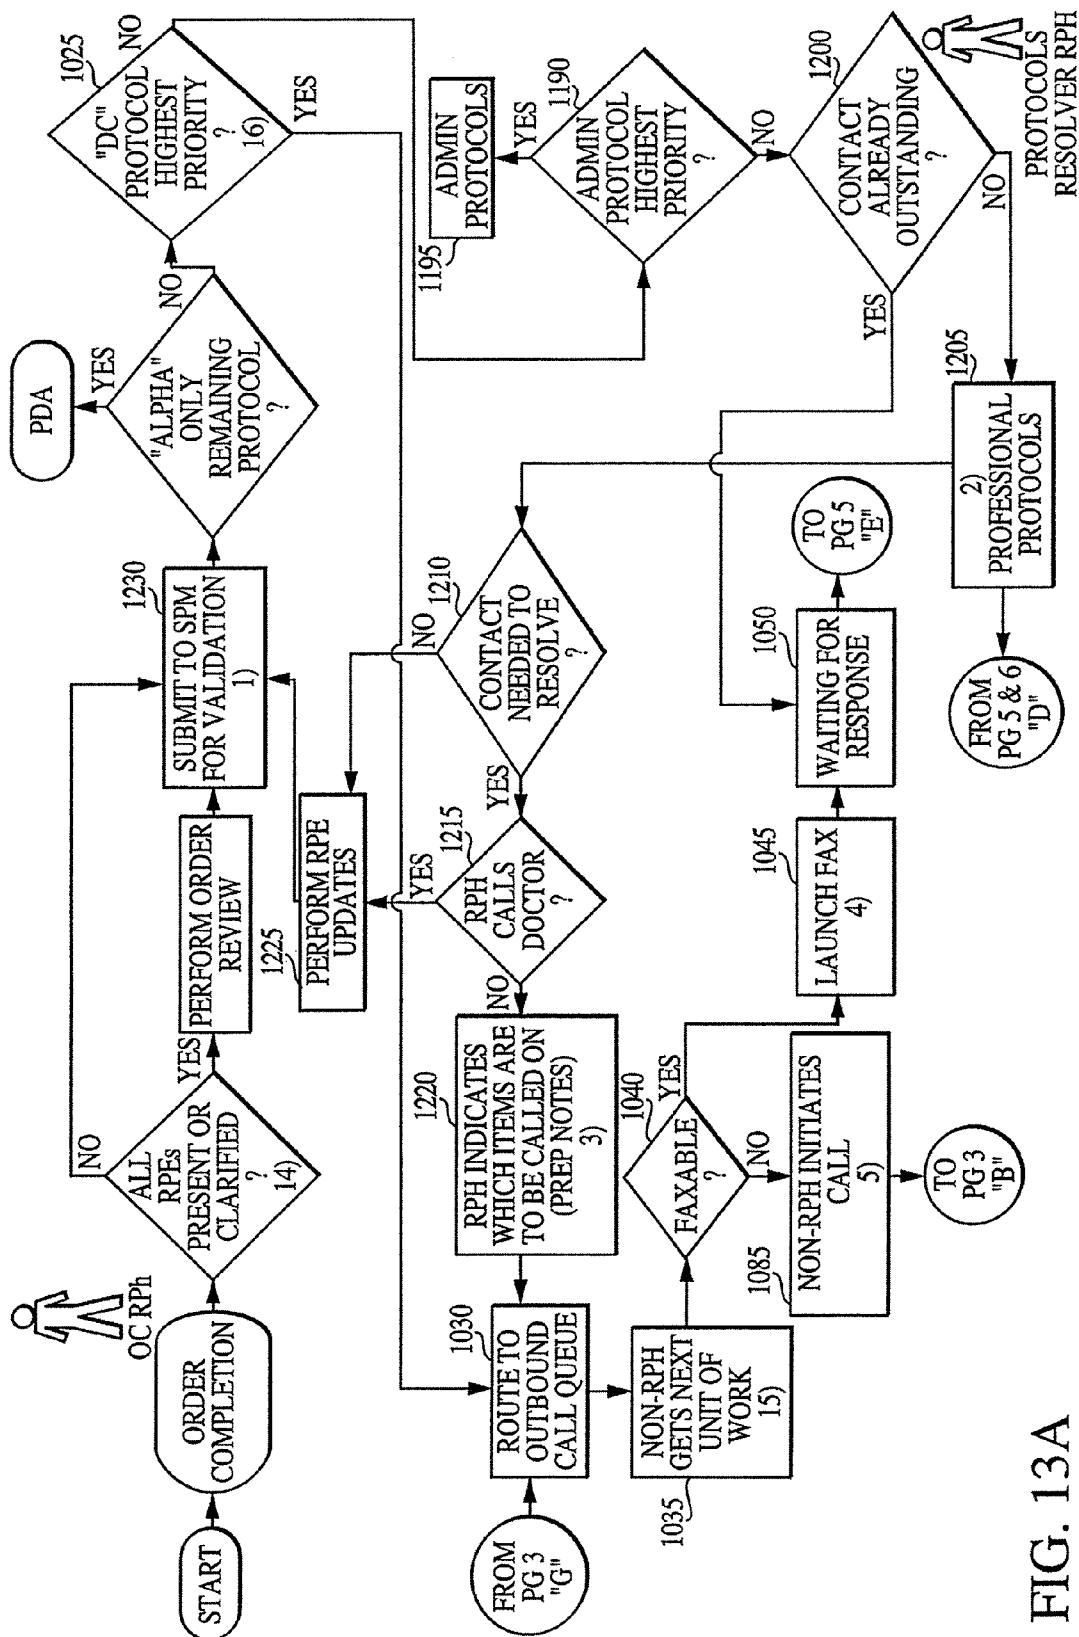 START
ORDER
COMPLETION
OC RPh
ALL
RPEs
PRESENT OR
CLARIFIED
?
14)
NO
YES
PERFORM ORDER
REVIEW
1230
SUBMIT TO SPM
FOR VALIDATION
1)
"ALPHA"
ONLY
REMAINING
PROTOCOL
?
YES
NO
PDA
1025
"DC"
PROTOCOL
HIGHEST
PRIORITY
?
16)
NO
YES
1225
PERFORM RPE
UPDATES
1195
ADMIN
PROTOCOLS
YES
1190
ADMIN
PROTOCOL
HIGHEST
PRIORITY
?
NO
FROM
PG 3
"G"
1030
ROUTE TO
OUTBOUND
CALL QUEUE
1220
RPH INDICATES
WHICH ITEMS ARE
TO BE CALLED ON
(PREP NOTES)
3)
NO
1215
RPH
CALLS
DOCTOR
?
YES
YES
1210
CONTACT
NEEDED TO
RESOLVE
?
NO
1200
CONTACT
ALREADY
OUTSTANDING
?
YES
NO
PROTOCOLS
RESOLVER RPH
1035
NON-RPH
GETS NEXT
UNIT OF
WORK
15)
1040
FAXABLE
?
YES
NO
1045
LAUNCH FAX
4)
1050
WAITING FOR
RESPONSE
TO
PG 5
"E"
1205
2)
PROFESSIONAL
PROTOCOLS
1085
NON-RPH INITIATES
CALL
5)
TO
PG 3
"B"
FROM
PG 5 & 6
"D"
FIG. 13A